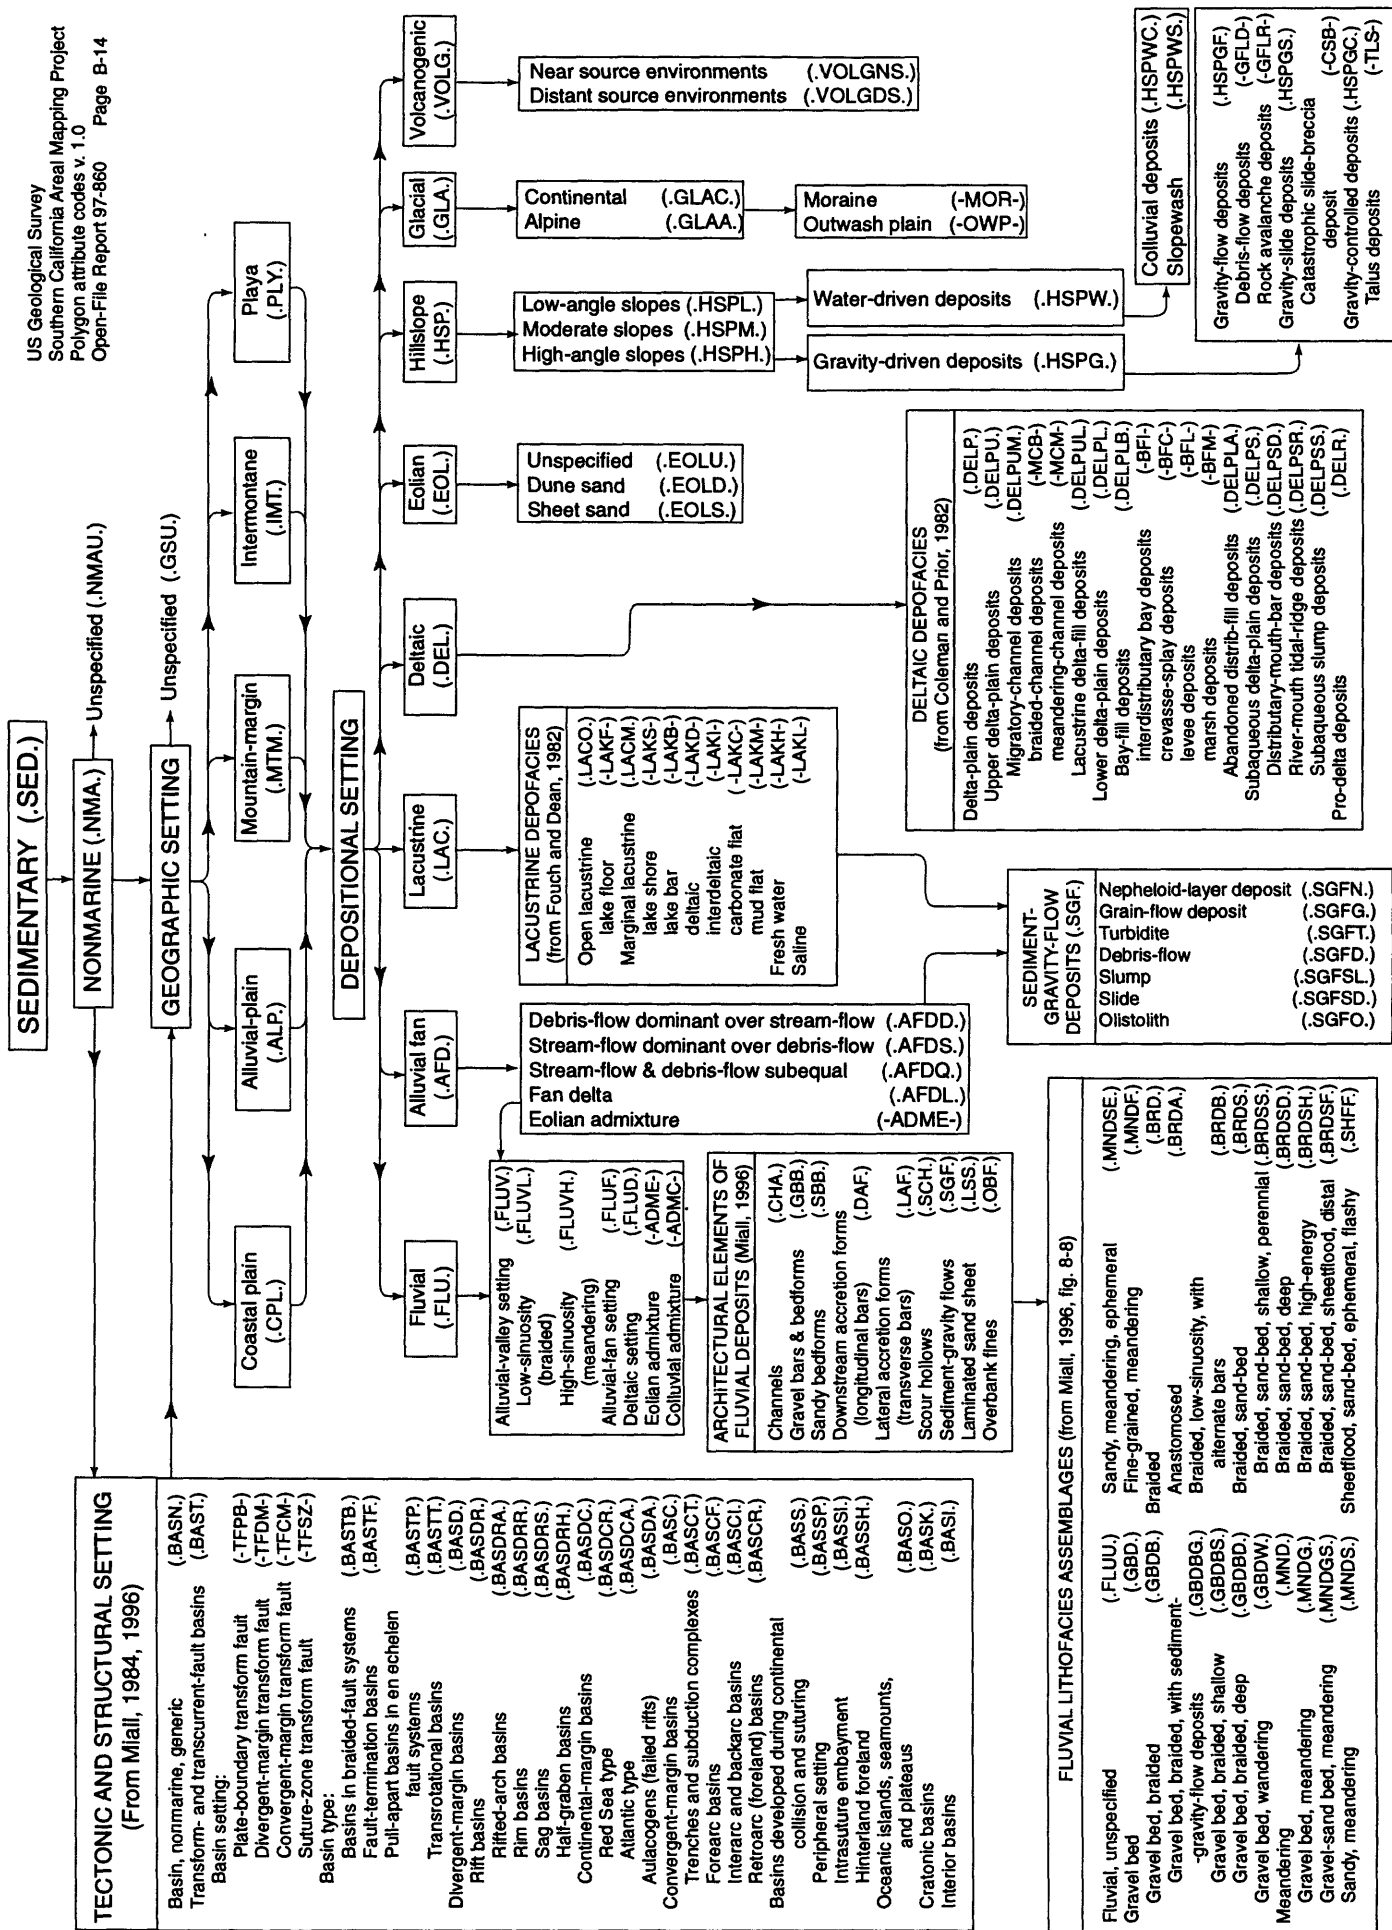 US Geological Survey
Southern California Areal Mapping Project
Polygon attribute codes v. 1.0
Open-File Report 97-860 Page B-14
SEDIMENTARY (.SED.)
NONMARINE (.NMA.)
Unspecified (.NMAU.)
GEOGRAPHIC SETTING
Unspecified (.GSU.)
Coastal plain
(.CPL.)
Alluvial-plain
(.ALP.)
Mountain-margin
(.MTM.)
Intermontane
(.IMT.)
Playa
(.PLY.)
DEPOSITIONAL SETTING
Fluvial
(.FLU.)
Alluvial fan
(.AFD.)
Lacustrine
(.LAC.)
Deltaic
(.DEL.)
Eolian
(.EOL.)
Hillslope
(.HSP.)
Glacial
(.GLA.)
Volcanogenic
(.VOLG.)
TECTONIC AND STRUCTURAL SETTING
(From Miall, 1984, 1996)
Basin, nonmarine, generic (.BASN.)
Transform- and transcurrent-fault basins (.BAST.)
Basin setting:
Plate-boundary transform fault (-TFPB-)
Divergent-margin transform fault (-TFDM-)
Convergent-margin transform fault (-TFCM-)
Suture-zone transform fault (-TFSZ-)
Basin type:
Basins in braided-fault systems (.BASTB.)
Fault-termination basins (.BASTF.)
Pull-apart basins in en echelen
fault systems (.BASTP.)
Transrotational basins (.BASTT.)
Divergent-margin basins (.BASD.)
Rift basins (.BASDR.)
Rifted-arch basins (.BASDRA.)
Rim basins (.BASDRR.)
Sag basins (.BASDRS.)
Half-graben basins (.BASDRH.)
Continental-margin basins (.BASDC.)
Red Sea type (.BASDCR.)
Atlantic type (.BASDCA.)
Aulacogens (failed rifts) (.BASDA.)
Convergent-margin basins (.BASC.)
Trenches and subduction complexes (.BASCT.)
Forearc basins (.BASCF.)
Interarc and backarc basins (.BASCI.)
Retroarc (foreland) basins (.BASCR.)
Basins developed during continental
collision and suturing (.BASS.)
Peripheral setting (.BASSP.)
Intrasuture embayment (.BASSI.)
Hinterland foreland (.BASSH.)
Oceanic islands, seamounts,
and plateaus (.BASO.)
Cratonic basins (.BASK.)
Interior basins (.BASI.)
Alluvial-valley setting (.FLUV.)
Low-sinuosity (.FLUVL.)
(braided)
High-sinuosity (.FLUVH.)
(meandering)
Alluvial-fan setting (.FLUF.)
Deltaic setting (.FLUD.)
Eolian admixture (-ADME-)
Colluvial admixture (-ADMC-)
Debris-flow dominant over stream-flow (.AFDD.)
Stream-flow dominant over debris-flow (.AFDS.)
Stream-flow & debris-flow subequal (.AFDQ.)
Fan delta (.AFDL.)
Eolian admixture (-ADME-)
LACUSTRINE DEPOFACIES
(from Fouch and Dean, 1982)
Open lacustrine (.LACO.)
lake floor (-LAKF-)
Marginal lacustrine (.LACM.)
lake shore (-LAKS-)
lake bar (-LAKB-)
deltaic (-LAKD-)
interdeltaic (-LAKI-)
carbonate flat (-LAKC-)
mud flat (-LAKM-)
Fresh water (-LAKH-)
Saline (-LAKL-)
Unspecified (.EOLU.)
Dune sand (.EOLD.)
Sheet sand (.EOLS.)
Low-angle slopes (.HSPL.)
Moderate slopes (.HSPM.)
High-angle slopes (.HSPH.)
Continental (.GLAC.)
Alpine (.GLAA.)
Near source environments (.VOLGNS.)
Distant source environments (.VOLGDS.)
Moraine (-MOR-)
Outwash plain (-OWP-)
Water-driven deposits (.HSPW.)
Gravity-driven deposits (.HSPG.)
Colluvial deposits (.HSPWC.)
Slopewash (.HSPWS.)
Gravity-flow deposits (.HSPGF.)
Debris-flow deposits (-GFLD-)
Rock avalanche deposits (-GFLR-)
Gravity-slide deposits (.HSPGS.)
Catastrophic slide-breccia
deposit (-CSB-)
Gravity-controlled deposits (.HSPGC.)
Talus deposits (-TLS-)
ARCHITECTURAL ELEMENTS OF
FLUVIAL DEPOSITS (Miall, 1996)
Channels (.CHA.)
Gravel bars & bedforms (.GBB.)
Sandy bedforms (.SBB.)
Downstream accretion forms
(longitudinal bars) (.DAF.)
Lateral accretion forms
(transverse bars) (.LAF.)
Scour hollows (.SCH.)
Sediment-gravity flows (.SGF.)
Laminated sand sheet (.LSS.)
Overbank fines (.OBF.)
DELTAIC DEPOFACIES
(from Coleman and Prior, 1982)
Delta-plain deposits (.DELP.)
Upper delta-plain deposits (.DELPU.)
Migratory-channel deposits (.DELPUM.)
braided-channel deposits (-MCB-)
meandering-channel deposits (-MCM-)
Lacustrine delta-fill deposits (.DELPUL.)
Lower delta-plain deposits (.DELPL.)
Bay-fill deposits (.DELPLB.)
interdistributary bay deposits (-BFI-)
crevasse-splay deposits (-BFC-)
levee deposits (-BFL-)
marsh deposits (-BFM-)
Abandoned distrib-fill deposits (.DELPLA.)
Subaqueous delta-plain deposits (.DELPS.)
Distributary-mouth-bar deposits (.DELPSD.)
River-mouth tidal-ridge deposits (.DELPSR.)
Subaqueous slump deposits (.DELPSS.)
Pro-delta deposits (.DELR.)
SEDIMENT-
GRAVITY-FLOW
DEPOSITS (.SGF.)
Nepheloid-layer deposit (.SGFN.)
Grain-flow deposit (.SGFG.)
Turbidite (.SGFT.)
Debris-flow (.SGFD.)
Slump (.SGFSL.)
Slide (.SGFSD.)
Olistolith (.SGFO.)
FLUVIAL LITHOFACIES ASSEMBLAGES (from Miall, 1996, fig. 8-8)
Fluvial, unspecified (.FLUU.)
Gravel bed (.GBD.)
Gravel bed, braided (.GBDB.)
Gravel bed, braided, with sediment-
-gravity-flow deposits (.GBDBG.)
Gravel bed, braided, shallow (.GBDBS.)
Gravel bed, braided, deep (.GBDBD.)
Gravel bed, wandering (.GBDW.)
Meandering (.MND.)
Gravel bed, meandering (.MNDG.)
Gravel-sand bed, meandering (.MNDGS.)
Sandy, meandering (.MNDS.)
Sandy, meandering, ephemeral (.MNDSE.)
Fine-grained, meandering (.MNDF.)
Braided (.BRD.)
Anastomosed (.BRDA.)
Braided, low-sinuosity, with
alternate bars (.BRDB.)
Braided, sand-bed (.BRDS.)
Braided, sand-bed, shallow, perennial (.BRDSS.)
Braided, sand-bed, deep (.BRDSD.)
Braided, sand-bed, high-energy (.BRDSH.)
Braided, sand-bed, sheetflood, distal (.BRDSF.)
Sheetflood, sand-bed, ephemeral, flashy (.SHFF.)